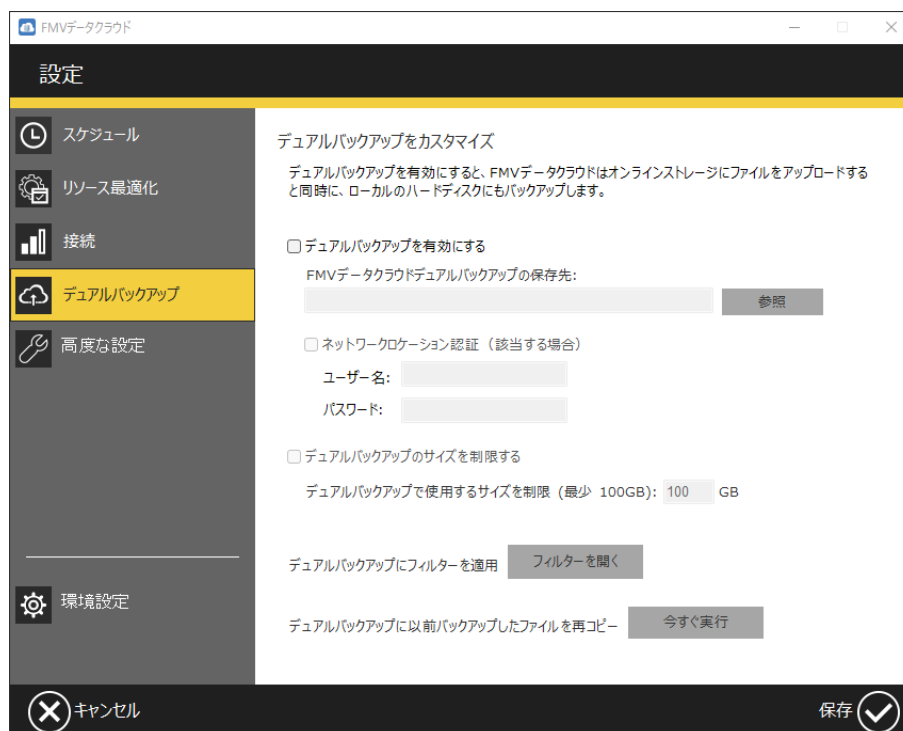 FMVデータクラウド
設定
スケジュール
リソース最適化
接続
デュアルバックアップ
高度な設定
環境設定
デュアルバックアップをカスタマイズ
デュアルバックアップを有効にすると、FMVデータクラウドはオンラインストレージにファイルをアップロードする
と同時に、ローカルのハードディスクにもバックアップします。
デュアルバックアップを有効にする
FMVデータクラウドデュアルバックアップの保存先:
参照
ネットワークロケーション認証（該当する場合）
ユーザー名:
パスワード:
デュアルバックアップのサイズを制限する
デュアルバックアップで使用するサイズを制限 (最少 100GB): 100 GB
デュアルバックアップにフィルターを適用 フィルターを開く
デュアルバックアップに以前バックアップしたファイルを再コピー 今すぐ実行
キャンセル
保存